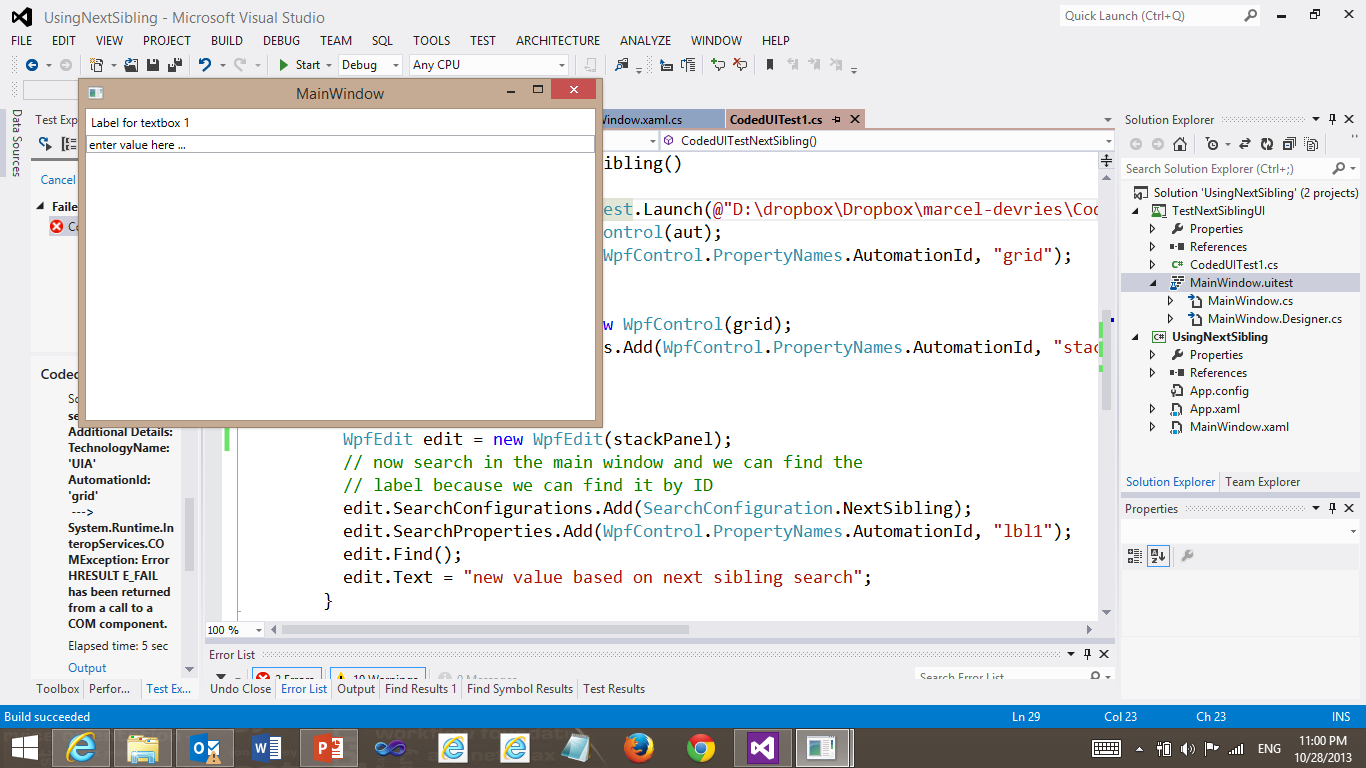 UsingNextSibling - Microsoft Visual Studio
Quick Launch (Ctrl+Q)
FILE EDIT VIEW PROJECT BUILD DEBUG TEAM SQL TOOLS TEST ARCHITECTURE ANALYZE WINDOW HELP
Start Debug Any CPU
MainWindow
Label for textbox 1
enter value here ...
Data Sources
Test Exp
Cancel
Faile
Co
Coded
So
se
Additional Details:
TechnologyName:
'UIA'
AutomationId:
'grid'
--->
System.Runtime.In
teropServices.CO
MException: Error
HRESULT E_FAIL
has been returned
from a call to a
COM component.
Elapsed time: 5 sec
Output
Window.xaml.cs CodedUITest1.cs
CodedUITestNextSibling()
ibling()
est.Launch(@"D:\dropbox\Dropbox\marcel-devries\Cod
ontrol(aut);
WpfControl.PropertyNames.AutomationId, "grid");
w WpfControl(grid);
s.Add(WpfControl.PropertyNames.AutomationId, "stac
WpfEdit edit = new WpfEdit(stackPanel);
// now search in the main window and we can find the
// label because we can find it by ID
edit.SearchConfigurations.Add(SearchConfiguration.NextSibling);
edit.SearchProperties.Add(WpfControl.PropertyNames.AutomationId, "lbl1");
edit.Find();
edit.Text = "new value based on next sibling search";
}
100 %
Error List
2 Errors 10 Warnings 0 Messages Search Error List
Toolbox Perfor... Test Ex... Undo Close Error List Output Find Results 1 Find Symbol Results Test Results
Solution Explorer
Search Solution Explorer (Ctrl+;)
Solution 'UsingNextSibling' (2 projects)
TestNextSiblingUI
Properties
References
CodedUITest1.cs
MainWindow.uitest
MainWindow.cs
MainWindow.Designer.cs
UsingNextSibling
Properties
References
App.config
App.xaml
MainWindow.xaml
Solution Explorer Team Explorer
Properties
Build succeeded Ln 29 Col 23 Ch 23 INS
ENG
11:00 PM
10/28/2013